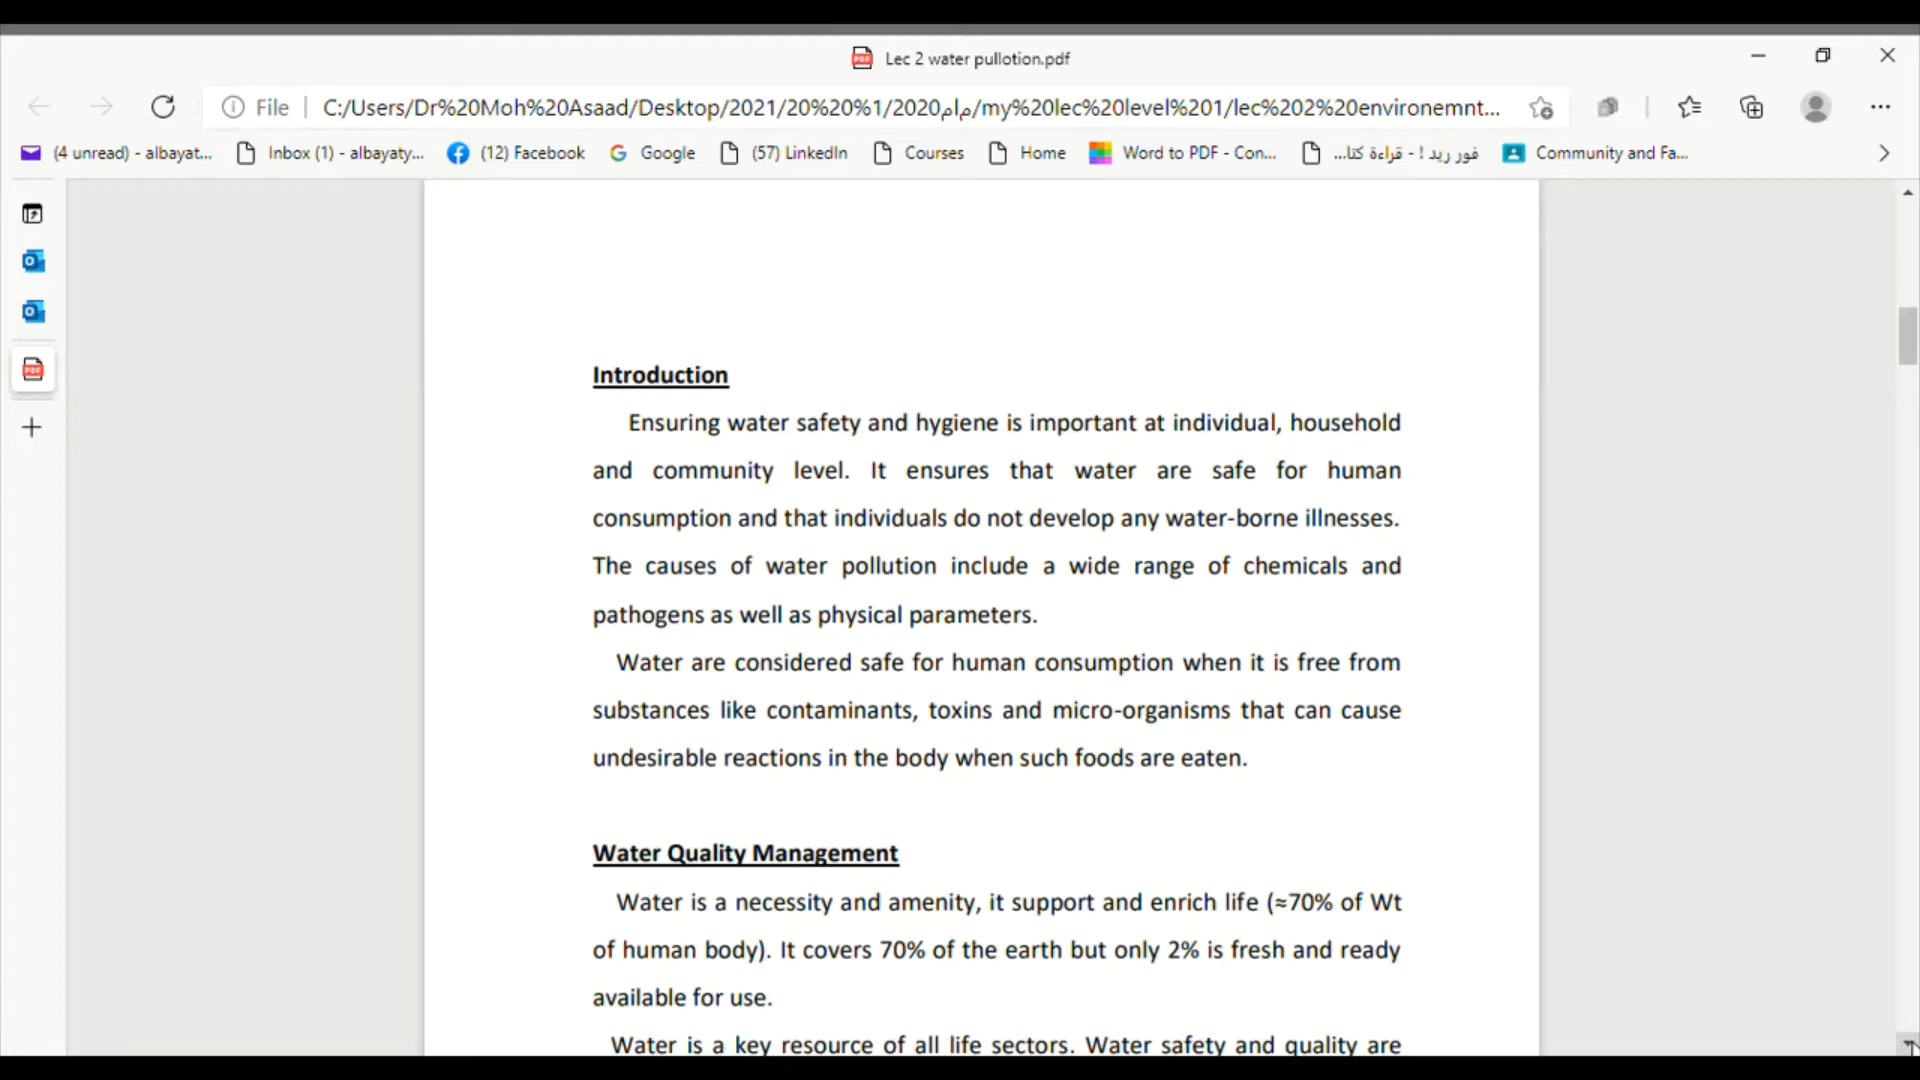 Lec 2 water pullotion.pdf
File
C:/Users/Dr%20Moh%20Asaad/Desktop/2021/20%20%1/2020مام/my%20lec%20level%201/lec%202%20environemnt...
(4 unread) - albayat...
Inbox (1) - albayaty...
(12) Facebook
Google
(57) LinkedIn
Courses
Home
Word to PDF - Con...
فور ريد ! - قراءة كتا...
Community and Fa...
Introduction
Ensuring water safety and hygiene is important at individual, household
and community level. It ensures that water are safe for human
consumption and that individuals do not develop any water-borne illnesses.
The causes of water pollution include a wide range of chemicals and
pathogens as well as physical parameters.
Water are considered safe for human consumption when it is free from
substances like contaminants, toxins and micro-organisms that can cause
undesirable reactions in the body when such foods are eaten.
Water Quality Management
Water is a necessity and amenity, it support and enrich life (≈70% of Wt
of human body). It covers 70% of the earth but only 2% is fresh and ready
available for use.
Water is a key resource of all life sectors. Water safety and quality are